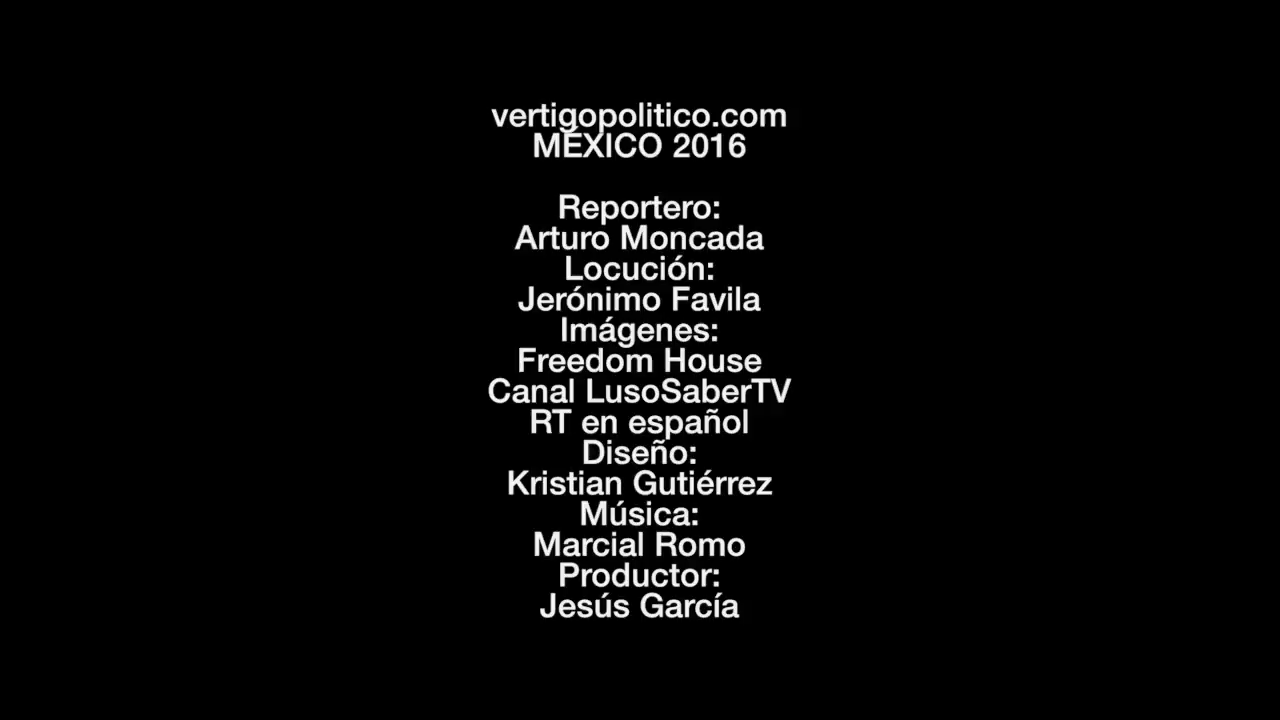 vertigopolitico.com
MÉXICO 2016
Reportero:
Arturo Moncada
Locución:
Jerónimo Favila
Imágenes:
Freedom House
Canal LusoSaberTV
RT en español
Diseño:
Kristian Gutiérrez
Música:
Marcial Romo
Productor:
Jesús García